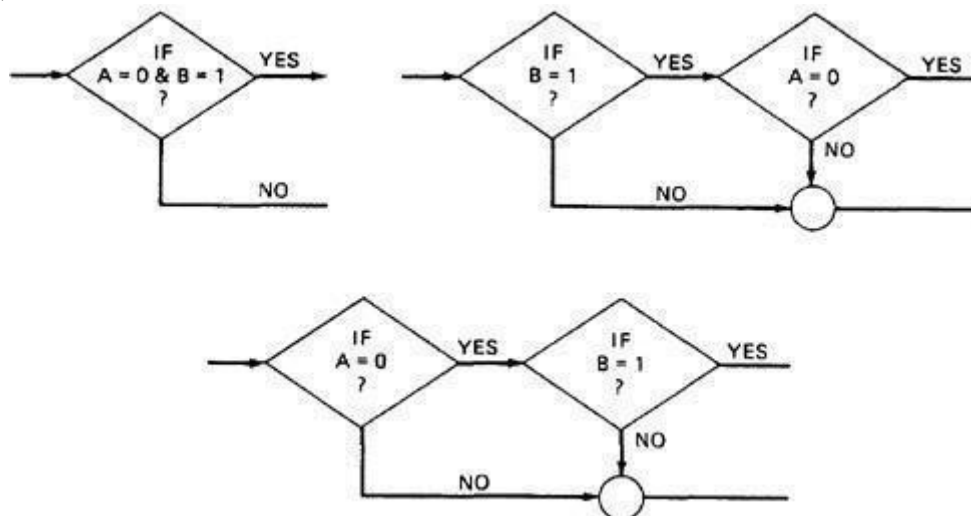 IF
A = 0 & B = 1
?
YES
NO
IF
B = 1
?
YES
IF
A = 0
?
YES
NO
NO
IF
A = 0
?
YES
IF
B = 1
?
YES
NO
NO